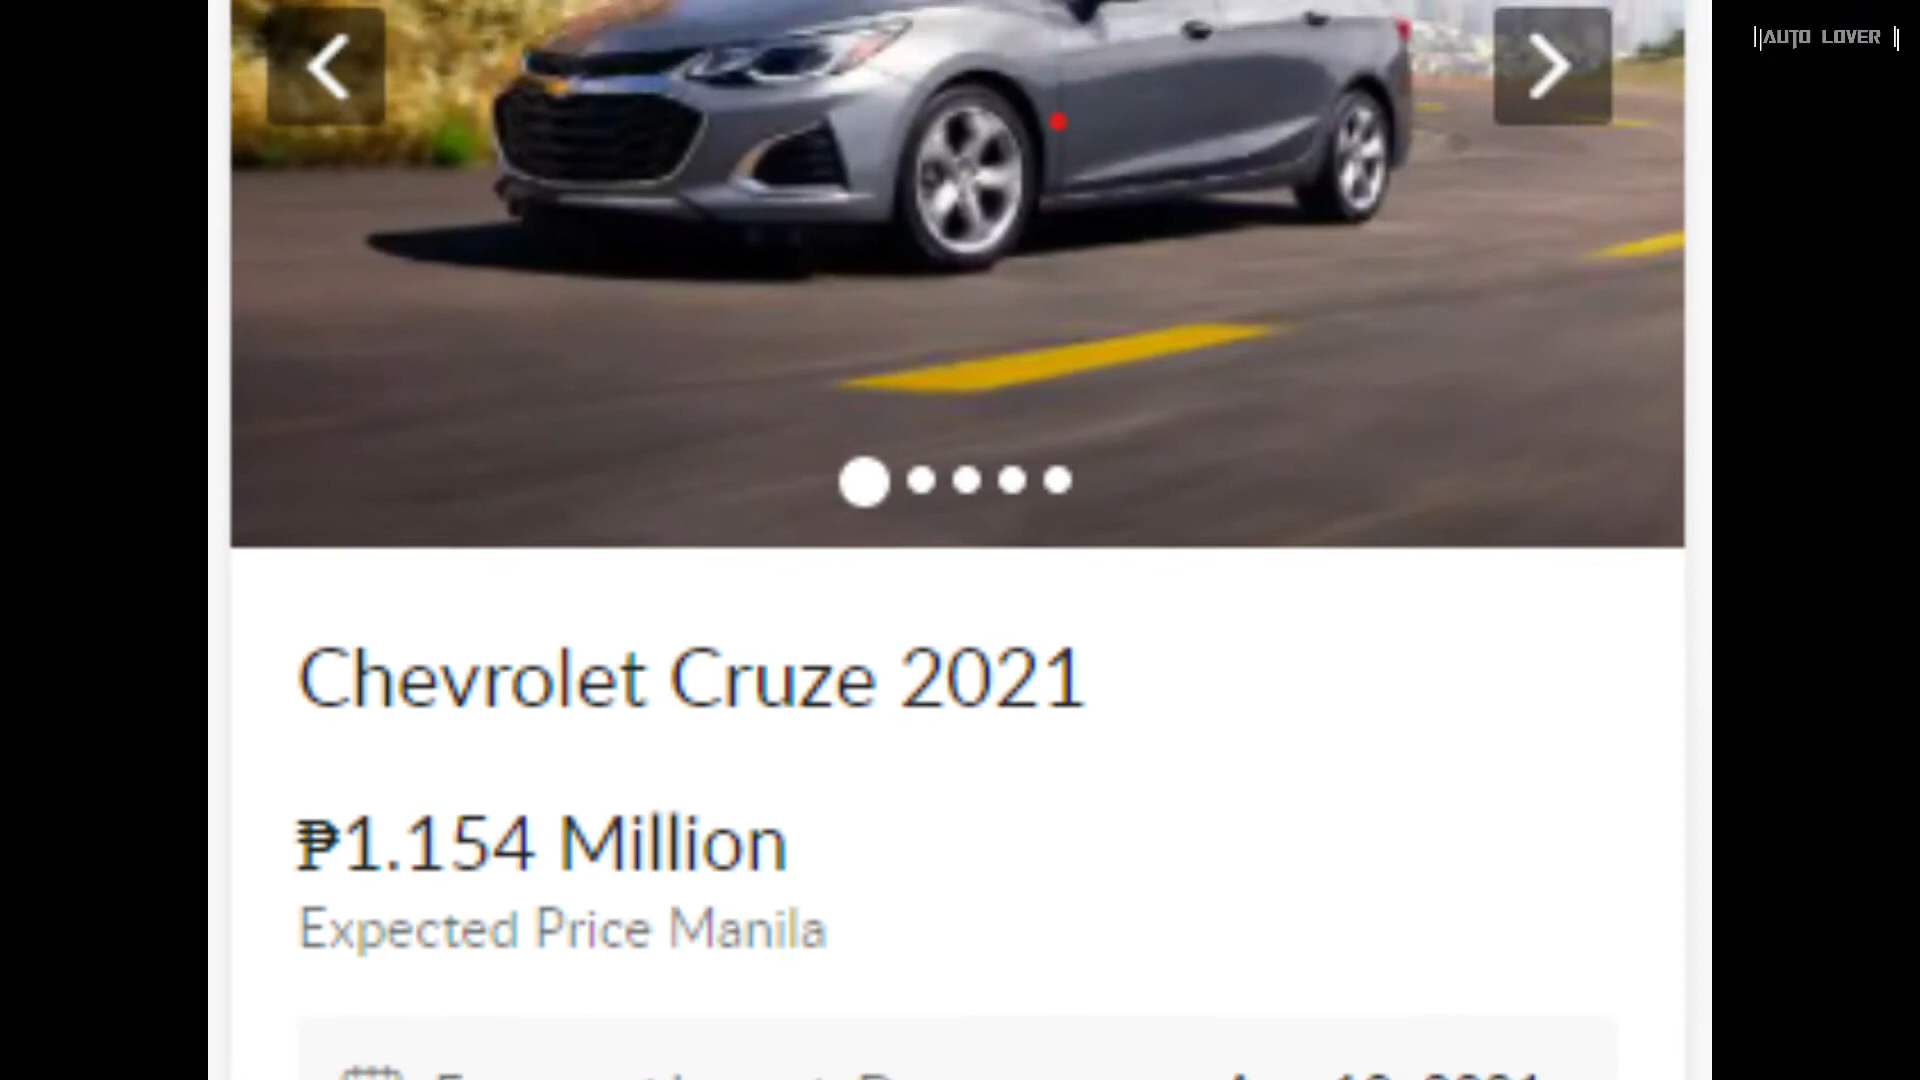 ||AUTO LOVER ||
Chevrolet Cruze 2021
₱1.154 Million
Expected Price Manila